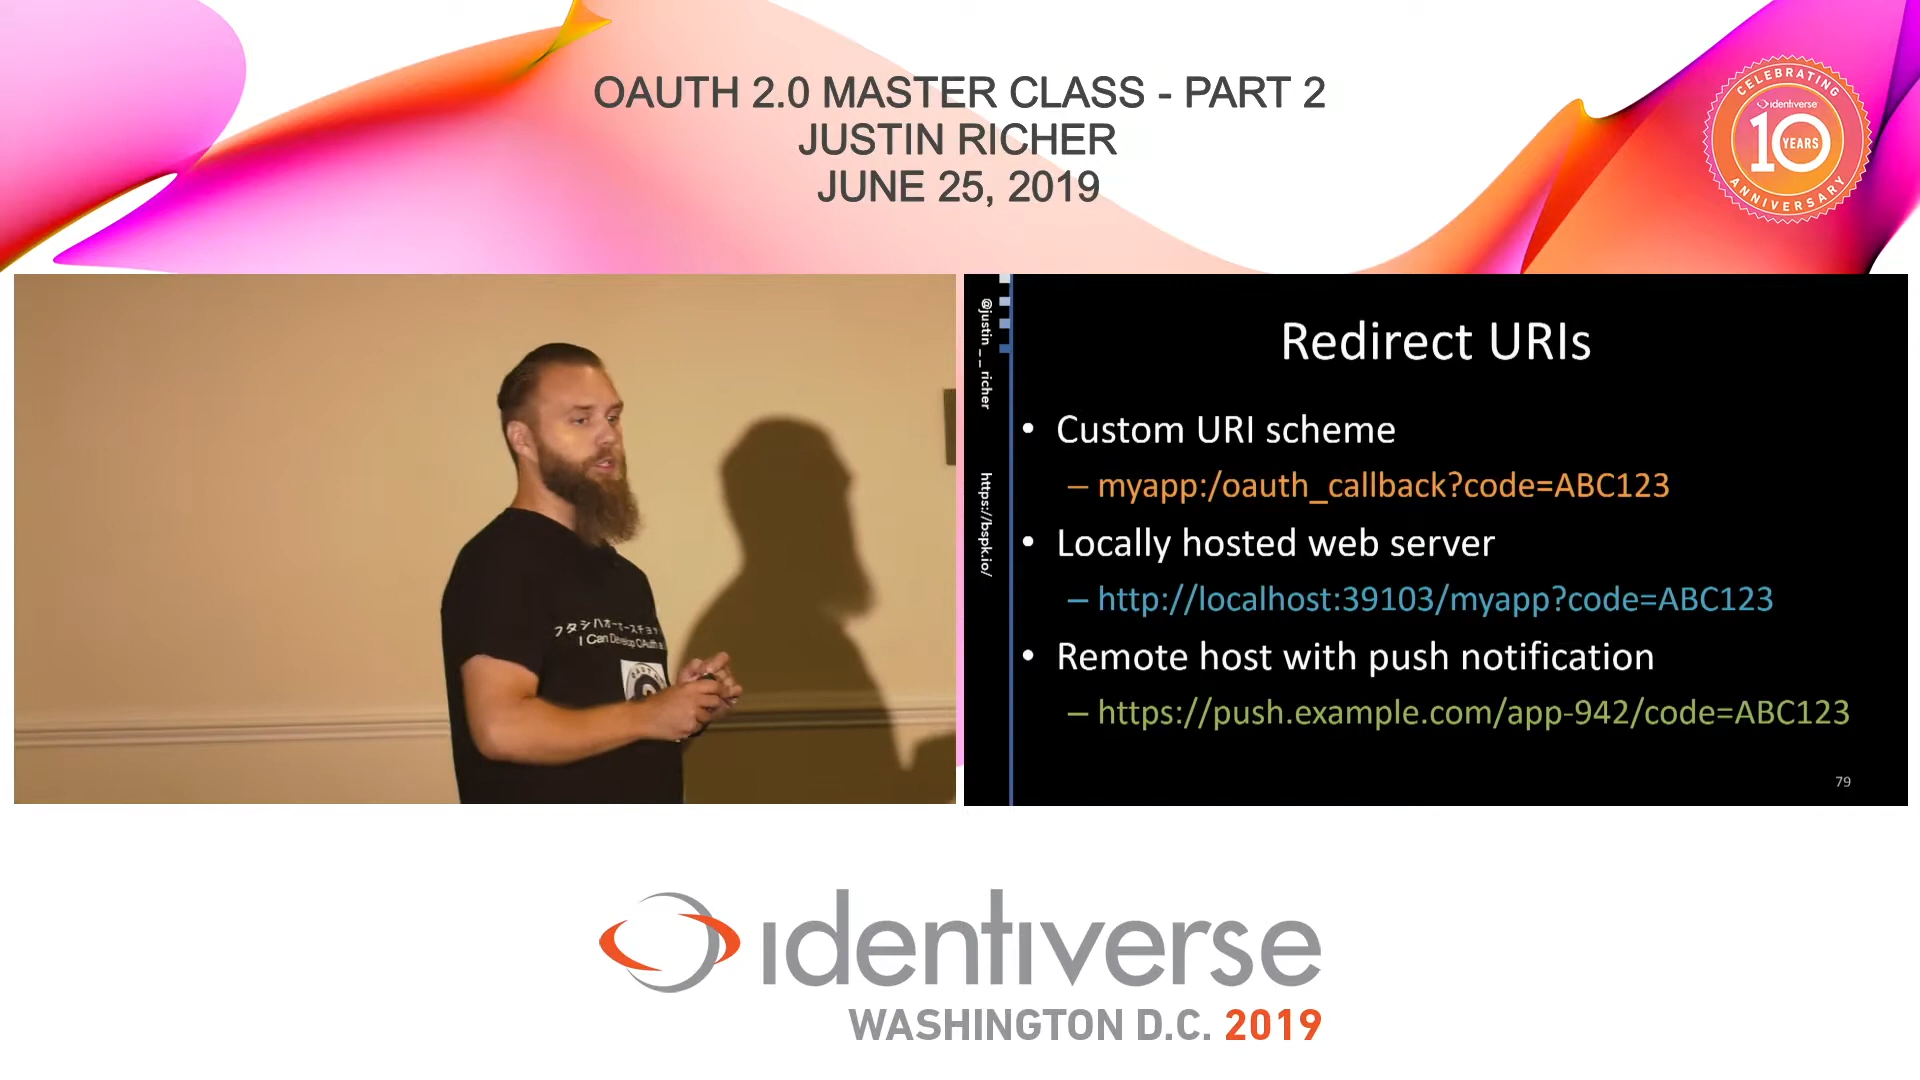 OAUTH 2.0 MASTER CLASS - PART 2
JUSTIN RICHER
JUNE 25, 2019
CELEBRATING
identiverse
10 YEARS
ANNIVERSARY
I Can Develop OAuth
@justin__richer
https://bspk.io/
Redirect URIs
• Custom URI scheme
– myapp:/oauth_callback?code=ABC123
• Locally hosted web server
– http://localhost:39103/myapp?code=ABC123
• Remote host with push notification
– https://push.example.com/app-942/code=ABC123
79
identiverse
WASHINGTON D.C. 2019